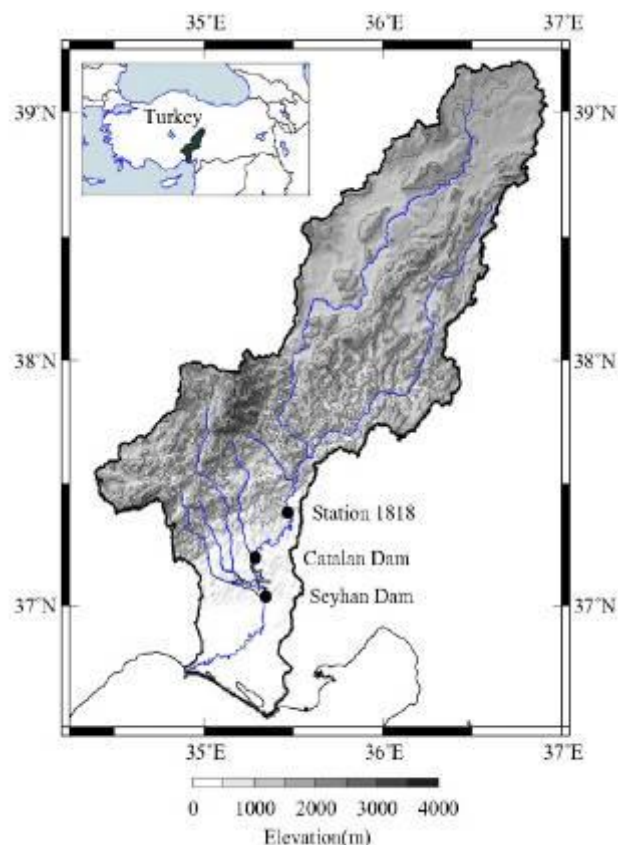 35°E 36°E 37°E
39°N 39°N
Turkey
38°N 38°N
Station 1818
Catalan Dam
37°N Seyhan Dam 37°N
35°E 36°E 37°E
0 1000 2000 3000 4000
Elevation(m)